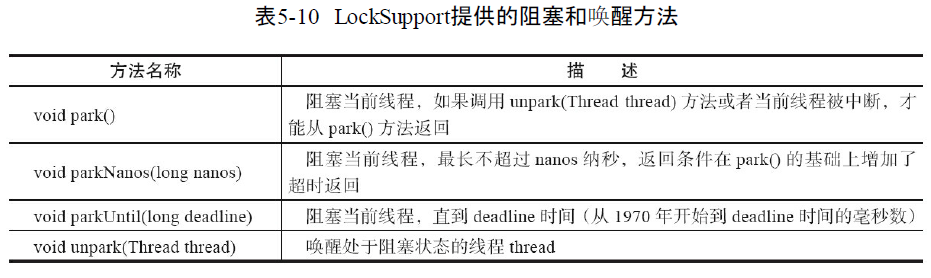 表5-10 LockSupport提供的阻塞和唤醒方法
方法名称 描 述
void park() 阻塞当前线程，如果调用 unpark(Thread thread) 方法或者当前线程被中断，才
能从 park() 方法返回
void parkNanos(long nanos) 阻塞当前线程，最长不超过 nanos 纳秒，返回条件在 park() 的基础上增加了
超时返回
void parkUntil(long deadline) 阻塞当前线程，直到 deadline 时间（从 1970 年开始到 deadline 时间的毫秒数）
void unpark(Thread thread) 唤醒处于阻塞状态的线程 thread